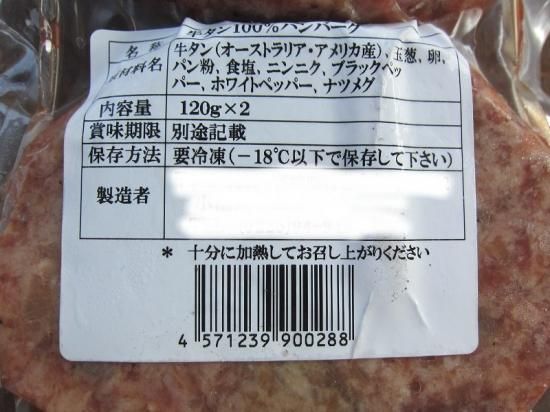 名 称 牛タン100%ハンバーグ
原材料名 牛タン(オーストラリア・アメリカ産)、玉葱、卵、
パン粉、食塩、ニンニク、ブラックペッ
パー、ホワイトペッパー、ナツメグ
内容量 120g×2
賞味期限 別途記載
保存方法 要冷凍(-18℃以下で保存して下さい)
製造者
* 十分に加熱してお召し上がりください
4 571239 900288